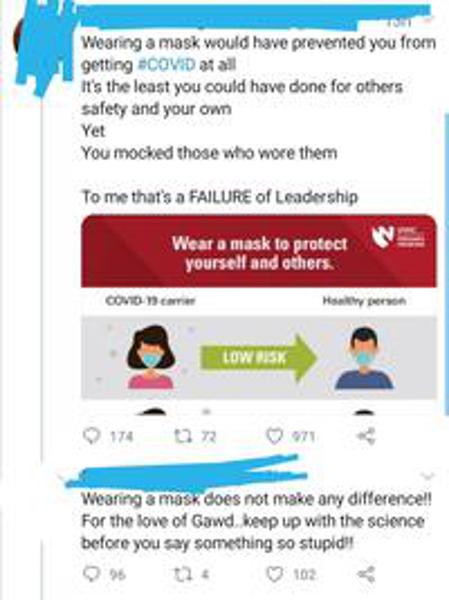 Wearing a mask would have prevented you from
getting #COVID at all
It's the least you could have done for others
safety and your own
Yet
You mocked those who wore them
To me that's a FAILURE of Leadership
Wear a mask to protect
yourself and others.
COVID-19 carrier
Healthy person
LOW RISK
174 72 971
Wearing a mask does not make any difference!!
For the love of Gawd..keep up with the science
before you say something so stupid!!
96 4 102